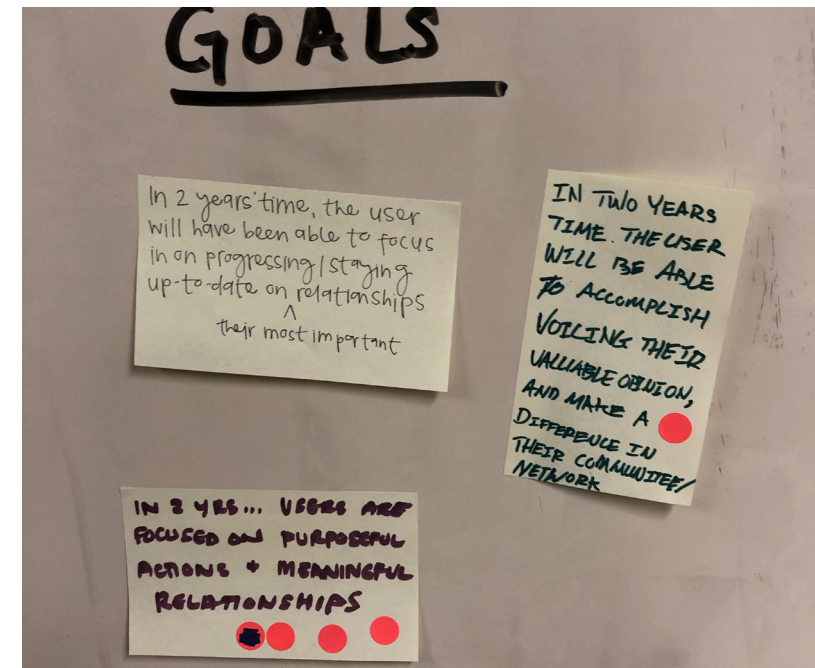 GOALS
In 2 years' time, the user
will have been able to focus
in on progressing/staying
up-to-date on relationships
^
their most important
IN TWO YEARS
TIME. THE USER
WILL BE ABLE
TO ACCOMPLISH
VOICING THEIR
VALUABLE OPINION,
AND MAKE A
DIFFERENCE IN
THEIR COMMUNITEE/
NETWORK
IN 2 YRS... USERS ARE
FOCUSED ON PURPOSEFUL
ACTIONS + MEANINGFUL
RELATIONSHIPS